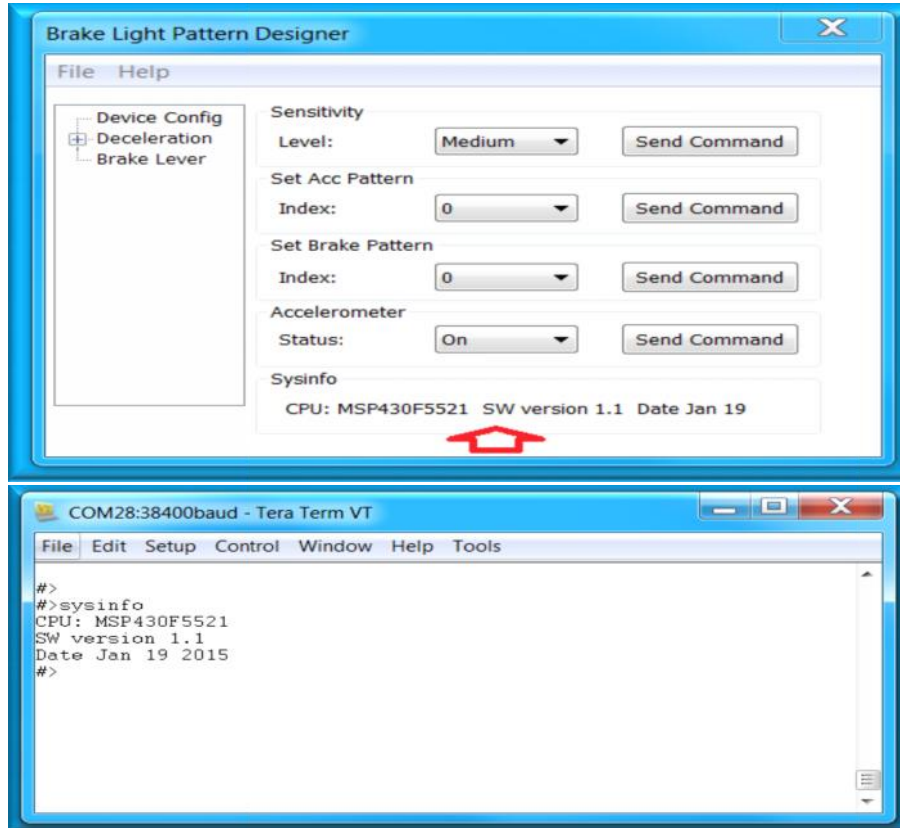 Brake Light Pattern Designer
File Help
Device Config
Deceleration
Brake Lever
Sensitivity
Level: Medium Send Command
Set Acc Pattern
Index: 0 Send Command
Set Brake Pattern
Index: 0 Send Command
Accelerometer
Status: On Send Command
Sysinfo
CPU: MSP430F5521 SW version 1.1 Date Jan 19
COM28:38400baud - Tera Term VT
File Edit Setup Control Window Help Tools
#>
#>sysinfo
CPU: MSP430F5521
SW version 1.1
Date Jan 19 2015
#>